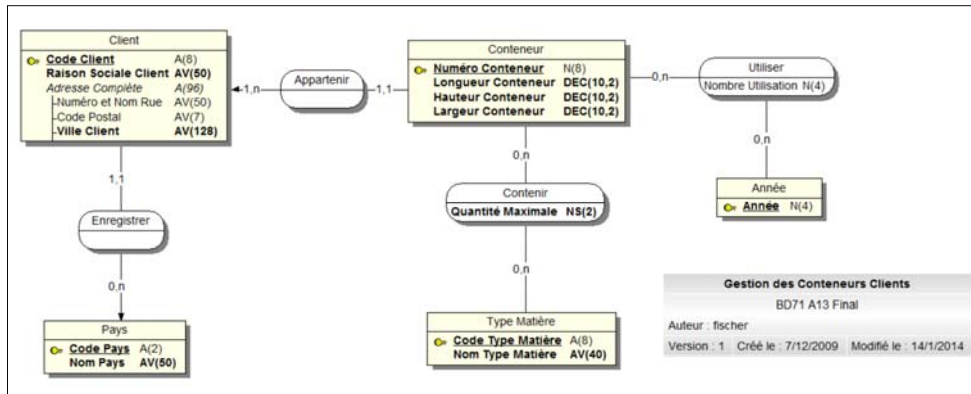 Client
Code Client A(8)
Raison Sociale Client AV(50)
Adresse Complète A(96)
Numéro et Nom Rue AV(50)
Code Postal AV(7)
Ville Client AV(128)
1,n
Appartenir
1,1
Conteneur
Numéro Conteneur N(8)
Longueur Conteneur DEC(10,2)
Hauteur Conteneur DEC(10,2)
Largeur Conteneur DEC(10,2)
0,n
Utiliser
Nombre Utilisation N(4)
0,n
Année
Année N(4)
1,1
Enregistrer
0,n
Pays
Code Pays A(2)
Nom Pays AV(50)
0,n
Contenir
Quantité Maximale NS(2)
0,n
Type Matière
Code Type Matière A(8)
Nom Type Matière AV(40)
Gestion des Conteneurs Clients
BD71 A13 Final
Auteur : fischer
Version : 1 Créé le : 7/12/2009 Modifié le : 14/1/2014